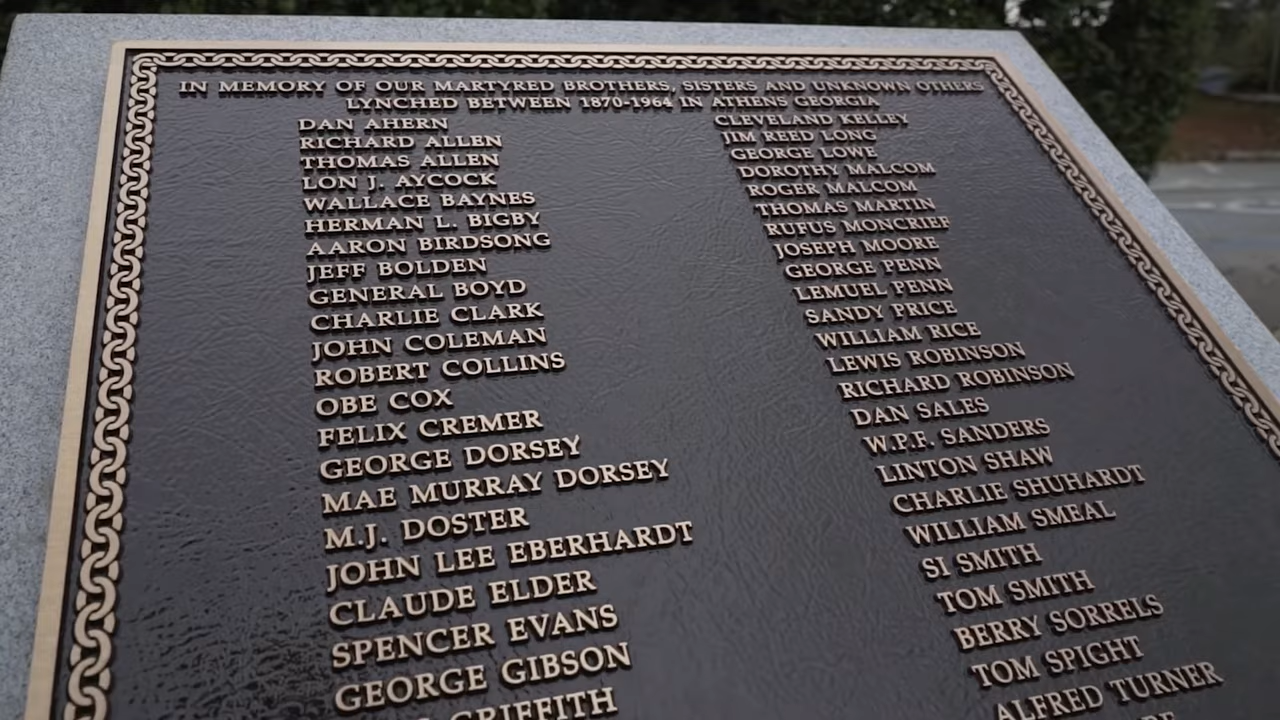 IN MEMORY OF OUR MARTYRED BROTHERS, SISTERS AND UNKNOWN OTHERS
LYNCHED BETWEEN 1870-1964 IN ATHENS GEORGIA
DAN AHERN
RICHARD ALLEN
THOMAS ALLEN
LON J. AYCOCK
WALLACE BAYNES
HERMAN L. BIGBY
AARON BIRDSONG
JEFF BOLDEN
GENERAL BOYD
CHARLIE CLARK
JOHN COLEMAN
ROBERT COLLINS
OBE COX
FELIX CREMER
GEORGE DORSEY
MAE MURRAY DORSEY
M.J. DOSTER
JOHN LEE EBERHARDT
CLAUDE ELDER
SPENCER EVANS
GEORGE GIBSON
GRIFFITH
CLEVELAND KELLEY
JIM REED LONG
GEORGE LOWE
DOROTHY MALCOM
ROGER MALCOM
THOMAS MARTIN
RUFUS MONCRIEF
JOSEPH MOORE
GEORGE PENN
LEMUEL PENN
SANDY PRICE
WILLIAM RICE
LEWIS ROBINSON
RICHARD ROBINSON
DAN SALES
W.P.F. SANDERS
LINTON SHAW
CHARLIE SHUHARDT
WILLIAM SMEAL
SI SMITH
TOM SMITH
BERRY SORRELS
TOM SPIGHT
ALFRED TURNER